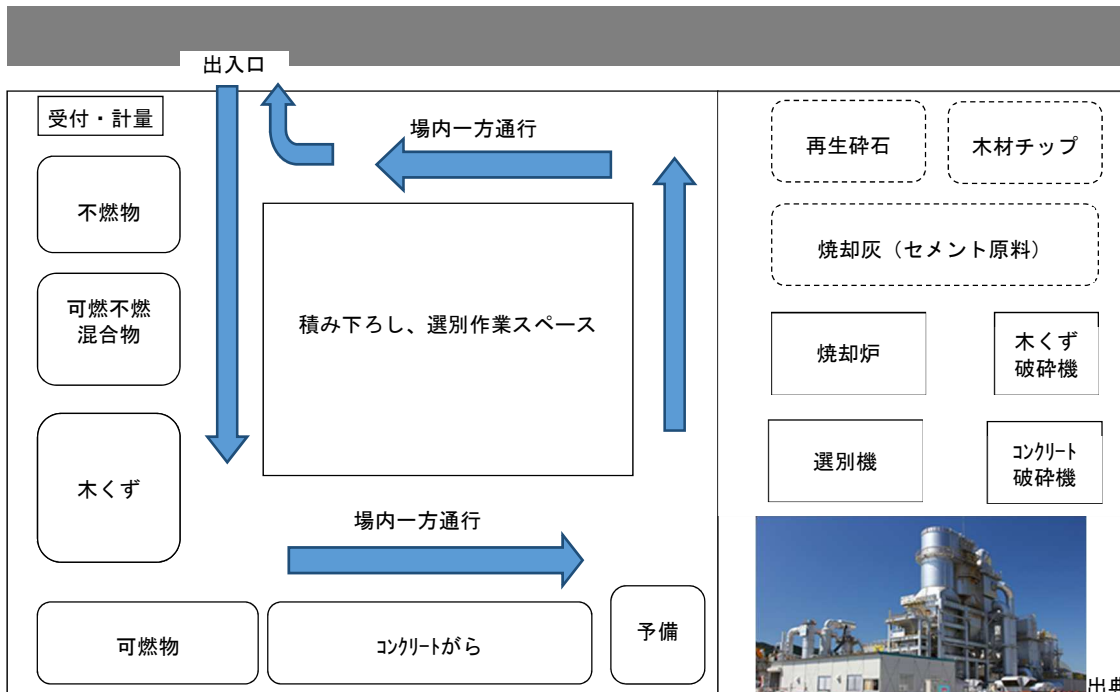 出入口
受付・計量
場内一方通行
再生砕石
木材チップ
不燃物
焼却灰（セメント原料）
可燃不燃
混合物
積み下ろし、選別作業スペース
焼却炉
木くず
破砕機
木くず
選別機
ｺﾝｸﾘｰﾄ
破砕機
場内一方通行
可燃物
ｺﾝｸﾘｰﾄがら
予備
出典